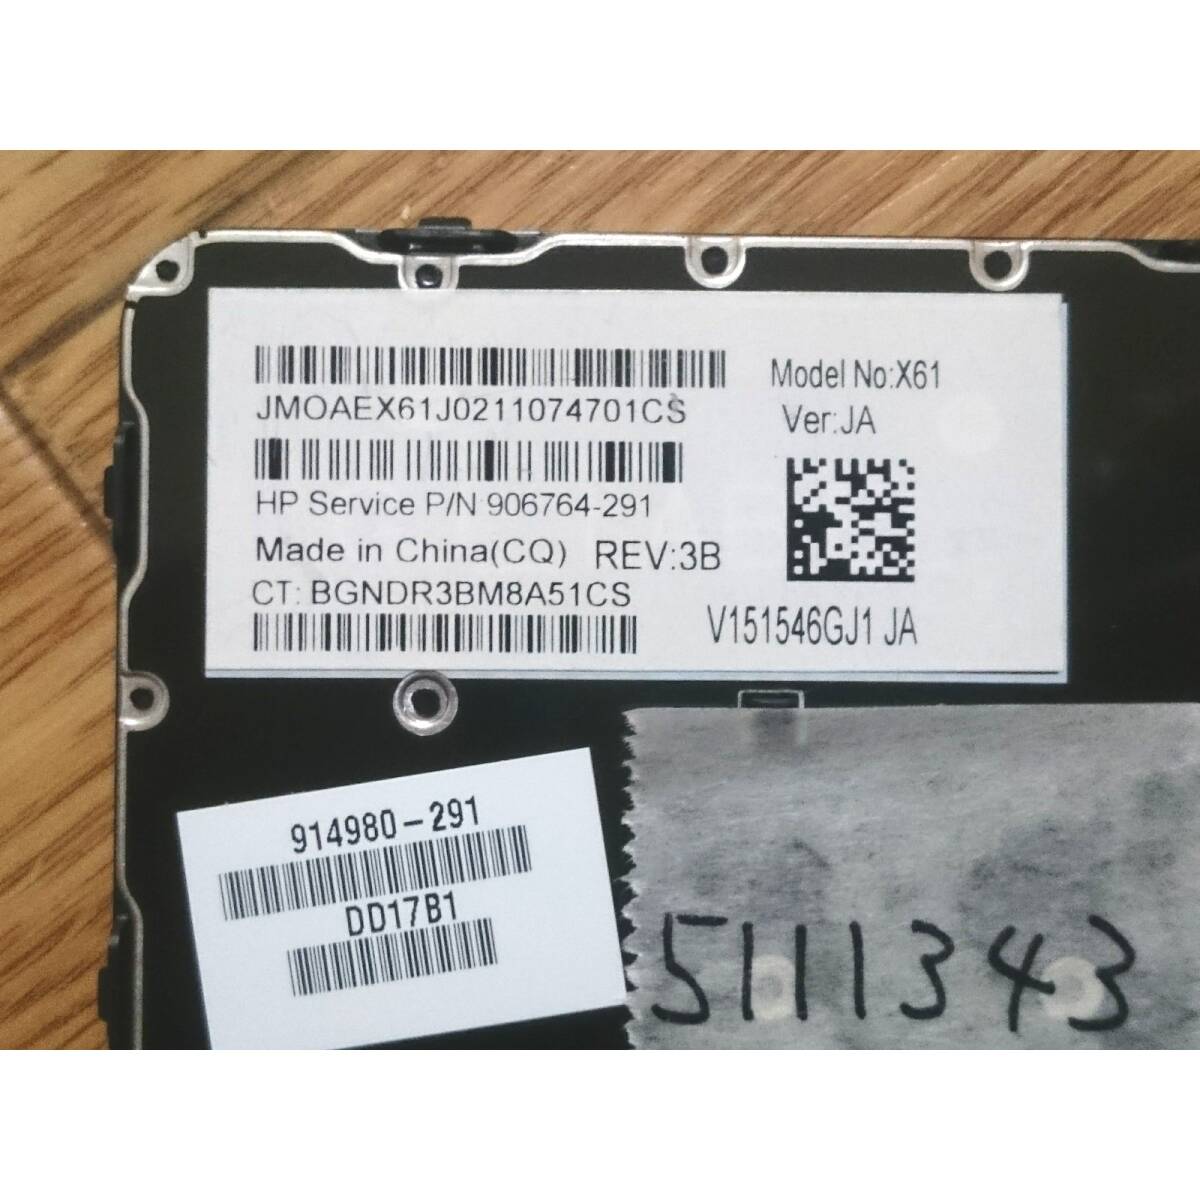 JMOAEX61J0211074701CS
HP Service P/N 906764-291
Made in China(CQ) REV:3B
CT: BGNDR3BM8A51CS
Model No:X61
Ver:JA
V151546GJ1 JA
914980-291
DD17B1
5111343